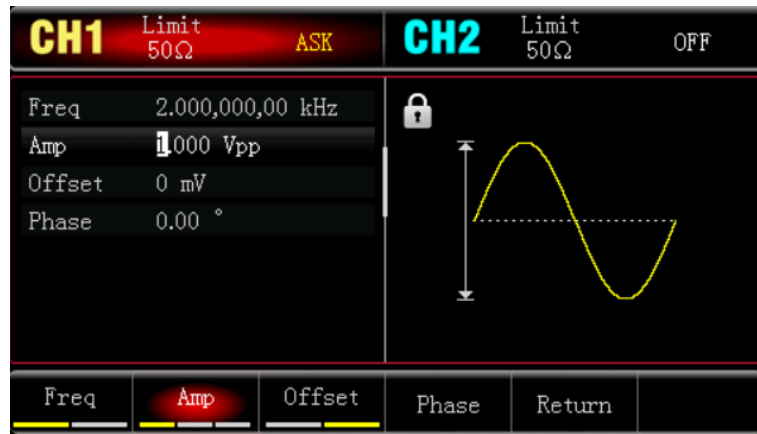 CH1 Limit 50Ω ASK CH2 Limit 50Ω OFF
Freq 2.000,000,00 kHz
Amp 1.000 Vpp
Offset 0 mV
Phase 0.00 °
Freq Amp Offset Phase Return